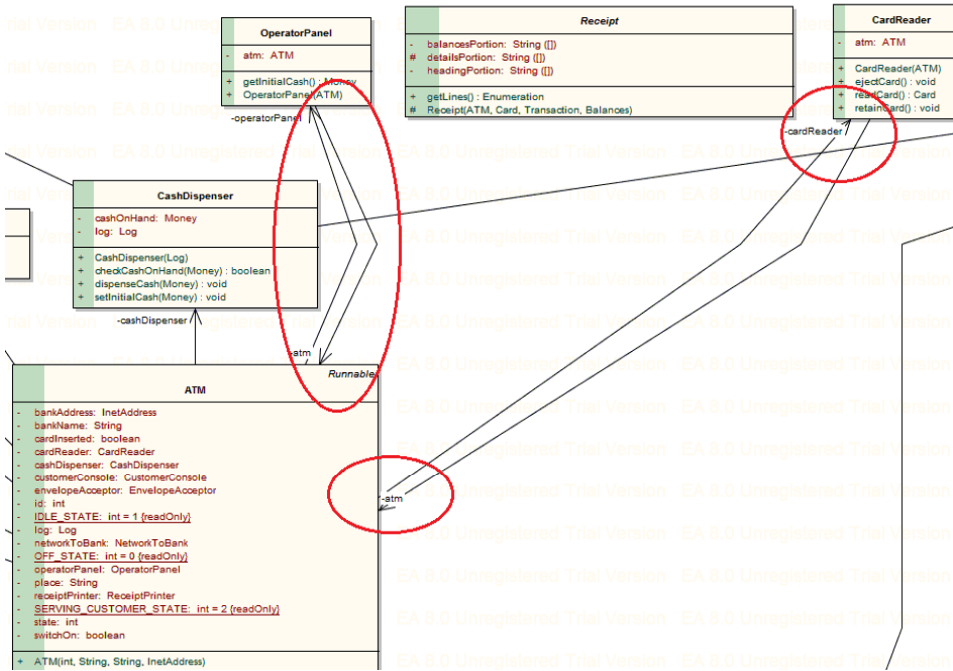 OperatorPanel
- atm: ATM
+ getInitialCash() : Money
+ OperatorPanel(ATM)
-operatorPanel
Receipt
- balancesPortion: String ([])
# detailsPortion: String ([])
- headingPortion: String ([])
+ getLines() : Enumeration
# Receipt(ATM, Card, Transaction, Balances)
CardReader
- atm: ATM
+ CardReader(ATM)
+ ejectCard() : void
+ readCard() : Card
+ retainCard() : void
-cardReader
CashDispenser
- cashOnHand: Money
- log: Log
+ CashDispenser(Log)
+ checkCashOnHand(Money) : boolean
+ dispenseCash(Money) : void
+ setInitialCash(Money) : void
-cashDispenser
-atm
Runnable
ATM
- bankAddress: InetAddress
- bankName: String
- cardInserted: boolean
- cardReader: CardReader
- cashDispenser: CashDispenser
- customerConsole: CustomerConsole
- envelopeAcceptor: EnvelopeAcceptor
- id: int
- IDLE_STATE: int = 1 {readOnly}
- log: Log
- networkToBank: NetworkToBank
- OFF_STATE: int = 0 {readOnly}
- operatorPanel: OperatorPanel
- place: String
- receiptPrinter: ReceiptPrinter
- SERVING_CUSTOMER_STATE: int = 2 {readOnly}
- state: int
- switchOn: boolean
+ ATM(int, String, String, InetAddress)
-atm
EA 8.0 Unregistered Trial Version